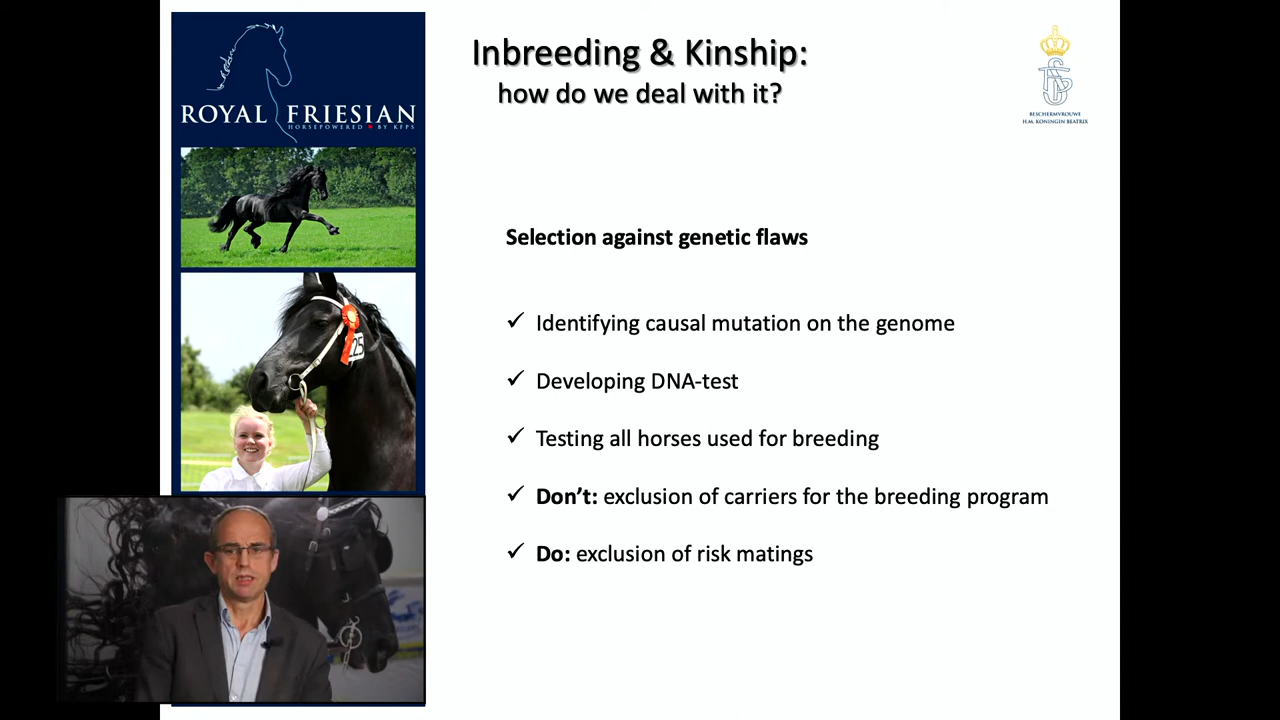 Inbreeding & Kinship:
how do we deal with it?
ROYAL FRIESIAN
HORSEPOWERED BY KFPS
BESCHERMVROUWE
H.M. KONINGIN BEATRIX
Selection against genetic flaws
✓ Identifying causal mutation on the genome
✓ Developing DNA-test
✓ Testing all horses used for breeding
✓ Don’t: exclusion of carriers for the breeding program
✓ Do: exclusion of risk matings
25